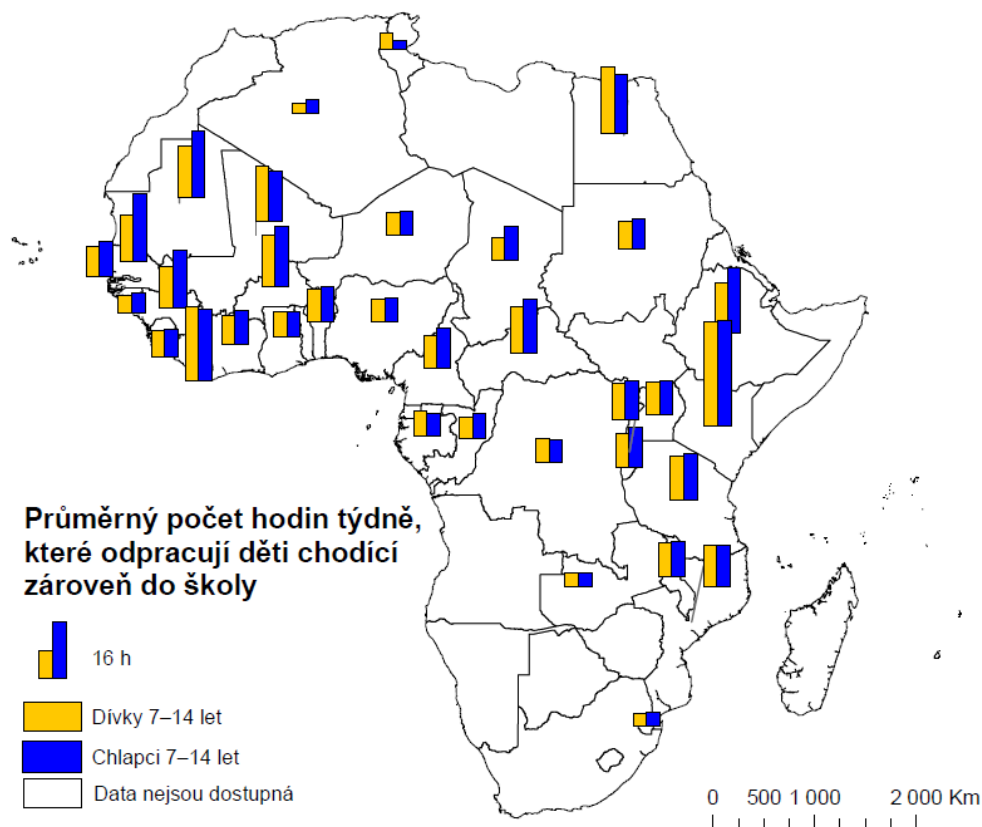 Průměrný počet hodin týdně,
které odpracují děti chodící
zároveň do školy
16 h
Dívky 7–14 let
Chlapci 7–14 let
Data nejsou dostupná
0 500 1 000 2 000 Km